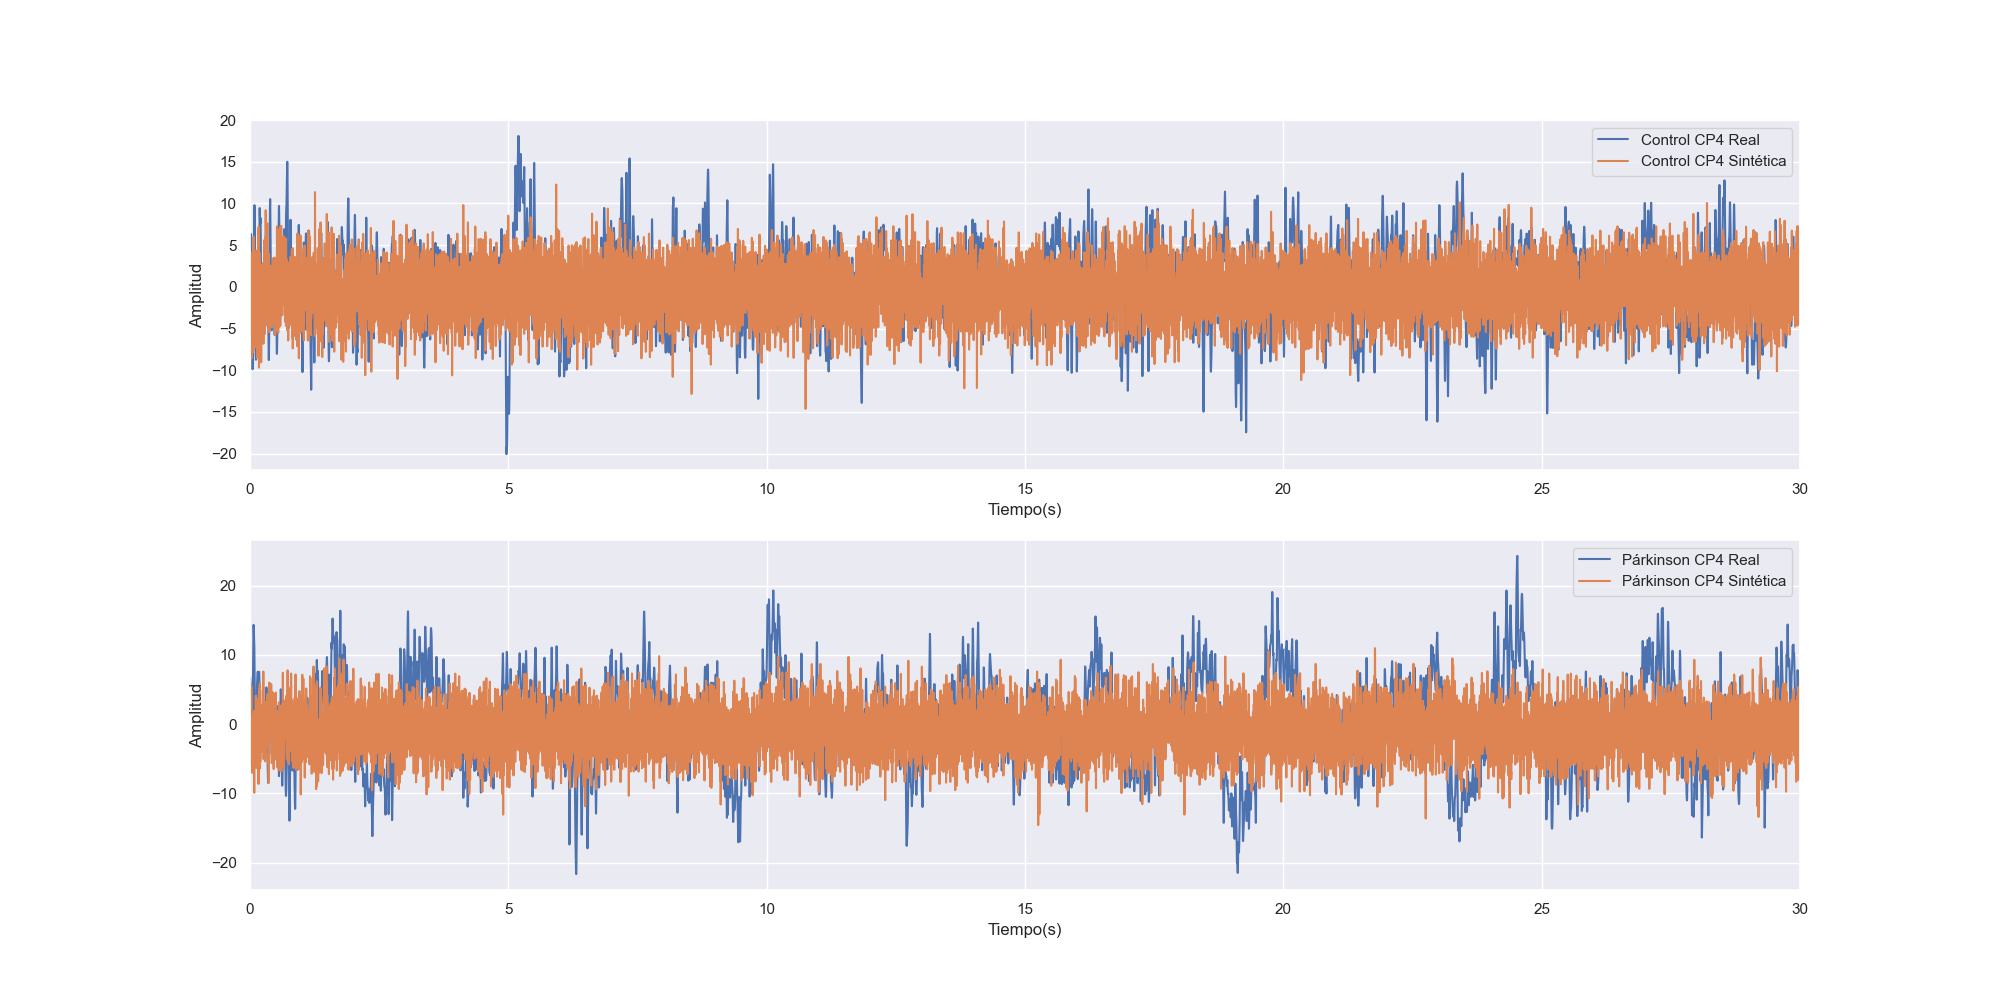 20
15
10
5
0
−5
−10
−15
−20
Amplitud
Control CP4 Real
Control CP4 Sintética
0 5 10 15 20 25 30
Tiempo(s)
20
10
0
−10
−20
Amplitud
Párkinson CP4 Real
Párkinson CP4 Sintética
0 5 10 15 20 25 30
Tiempo(s)